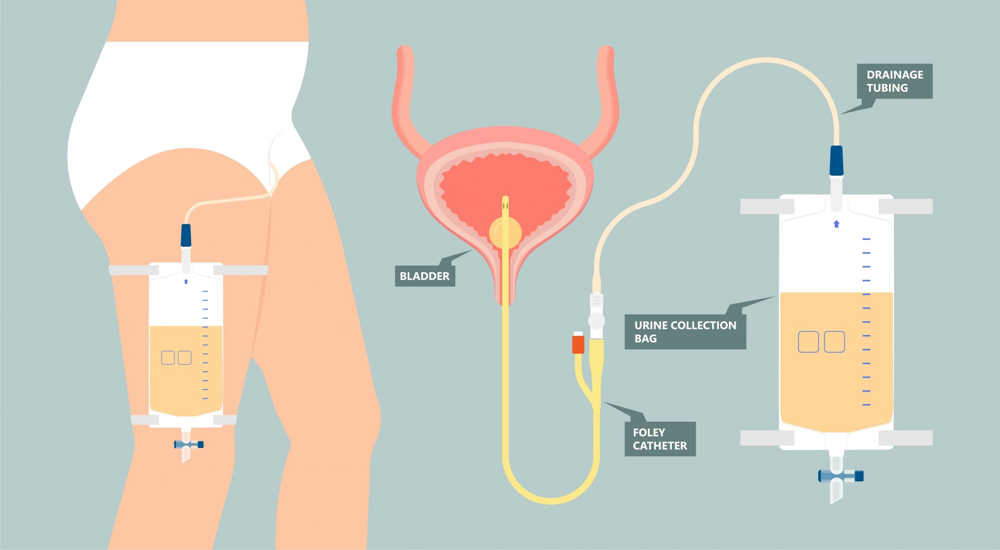 DRAINAGE
TUBING
BLADDER
URINE COLLECTION
BAG
FOLEY
CATHETER